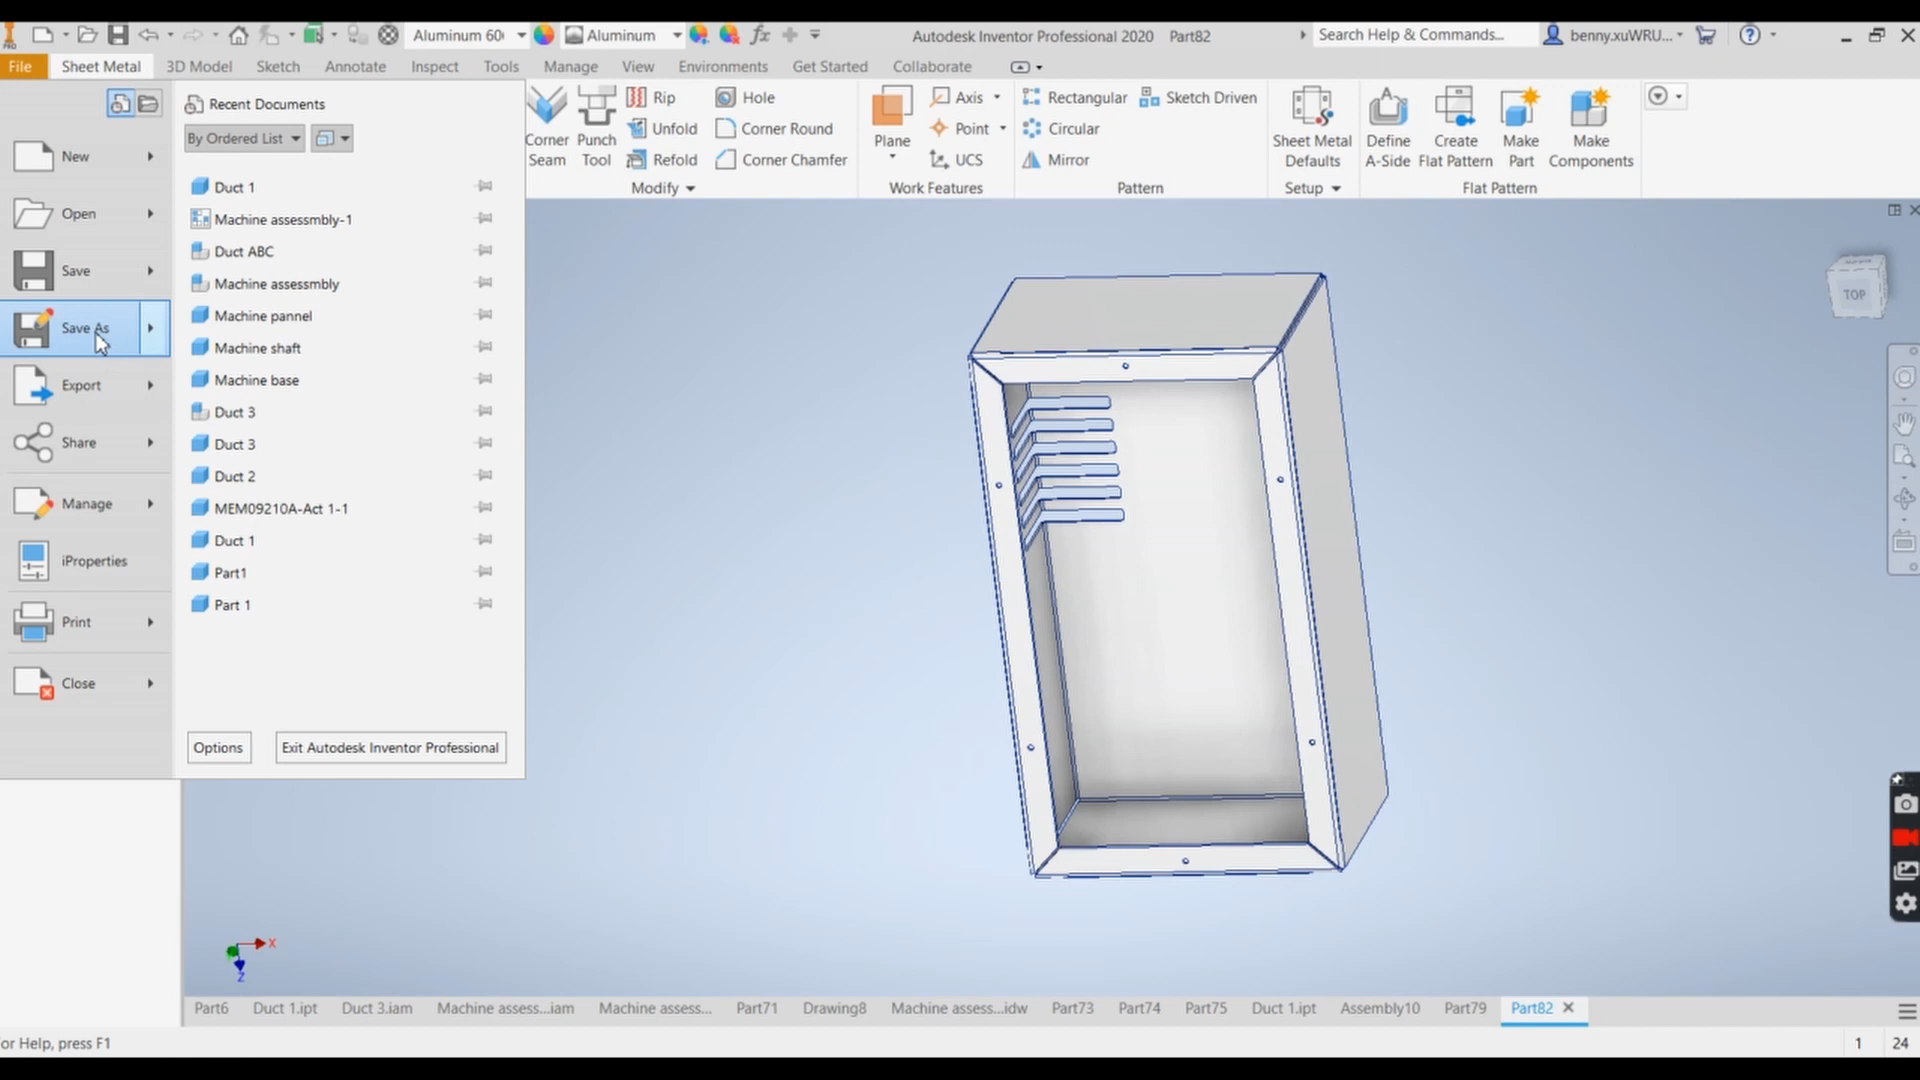 PRO
Aluminum 60
Aluminum
fx
Autodesk Inventor Professional 2020 Part82
Search Help & Commands...
benny.xuWRU...
File
Sheet Metal
3D Model
Sketch
Annotate
Inspect
Tools
Manage
View
Environments
Get Started
Collaborate
Recent Documents
By Ordered List
New
Open
Save
Save As
Export
Share
Manage
iProperties
Print
Close
Duct 1
Machine assessmbly-1
Duct ABC
Machine assessmbly
Machine pannel
Machine shaft
Machine base
Duct 3
Duct 3
Duct 2
MEM09210A-Act 1-1
Duct 1
Part1
Part 1
Options
Exit Autodesk Inventor Professional
Corner Seam
Punch Tool
Rip
Unfold
Refold
Hole
Corner Round
Corner Chamfer
Modify
Plane
Axis
Point
UCS
Work Features
Rectangular
Sketch Driven
Circular
Mirror
Pattern
Sheet Metal Defaults
Setup
Define A-Side
Create Flat Pattern
Make Part
Make Components
Flat Pattern
TOP
X
Z
Part6
Duct 1.ipt
Duct 3.iam
Machine assess...iam
Machine assess...
Part71
Drawing8
Machine assess...idw
Part73
Part74
Part75
Duct 1.ipt
Assembly10
Part79
Part82
or Help, press F1
1
24